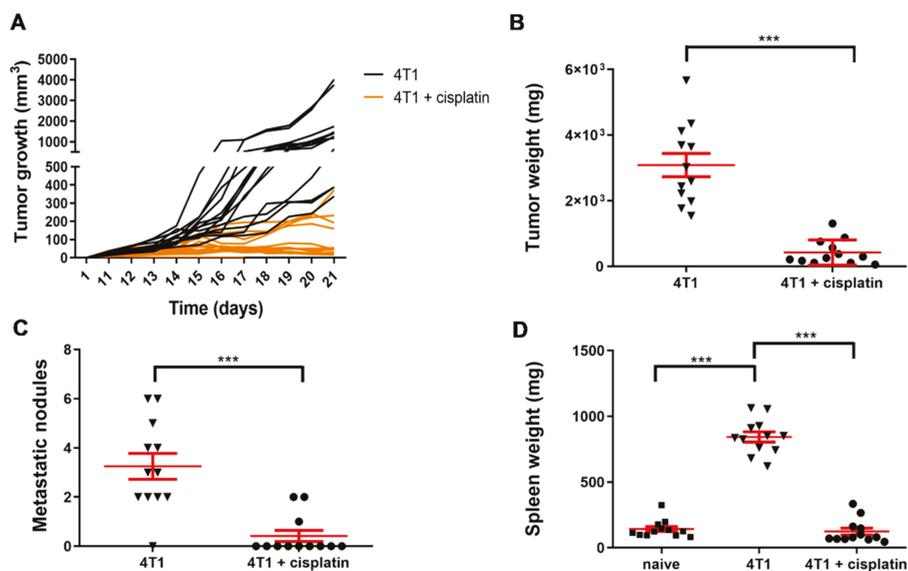 A
Tumor growth (mm³)
5000
4000
3000
2000
1000
500
400
300
200
100
0
1 11 12 13 14 15 16 17 18 19 20 21
Time (days)
4T1
4T1 + cisplatin
B
***
Tumor weight (mg)
6×10³
4×10³
2×10³
0
4T1 4T1 + cisplatin
C
***
Metastatic nodules
8
6
4
2
0
4T1 4T1 + cisplatin
D
*** ***
Spleen weight (mg)
1500
1000
500
0
naive 4T1 4T1 + cisplatin